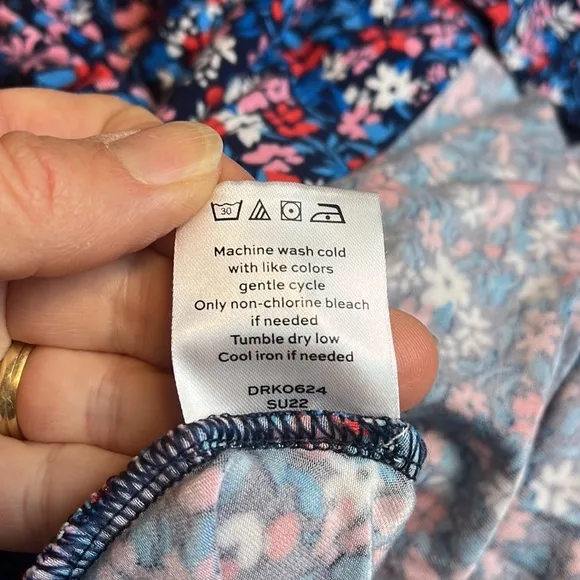 30
Machine wash cold
with like colors
gentle cycle
Only non-chlorine bleach
if needed
Tumble dry low
Cool iron if needed
DRK0624
SU22